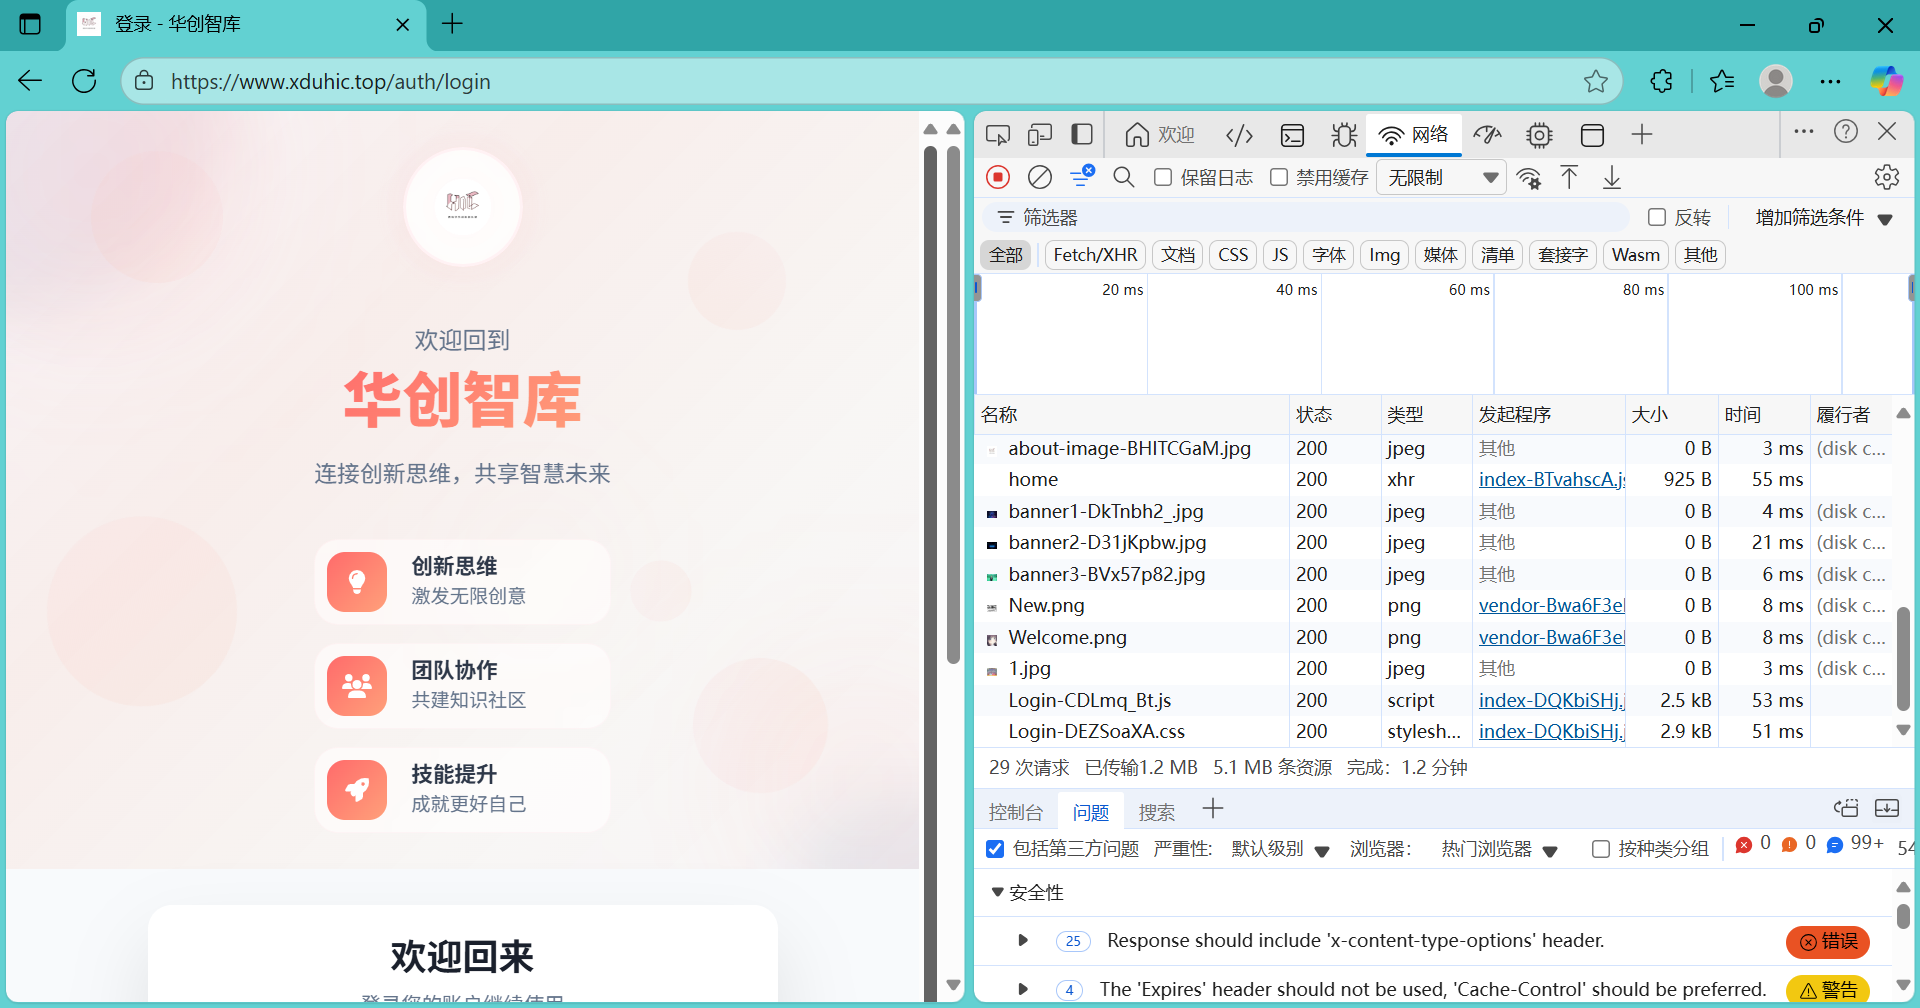 登录 - 华创智库
https://www.xduhic.top/auth/login
欢迎回到
华创智库
连接创新思维，共享智慧未来
创新思维
激发无限创意
团队协作
共建知识社区
技能提升
成就更好自己
欢迎回来
登录您的账户继续使用
欢迎
网络
保留日志
禁用缓存
无限制
筛选器
反转
增加筛选条件
全部 Fetch/XHR 文档 CSS JS 字体 Img 媒体 清单 套接字 Wasm 其他
20 ms 40 ms 60 ms 80 ms 100 ms
名称 状态 类型 发起程序 大小 时间 履行者
about-image-BHITCGaM.jpg 200 jpeg 其他 0 B 3 ms (disk c...
home 200 xhr index-BTvahscA.js 925 B 55 ms
banner1-DkTnbh2_.jpg 200 jpeg 其他 0 B 4 ms (disk c...
banner2-D31jKpbw.jpg 200 jpeg 其他 0 B 21 ms (disk c...
banner3-BVx57p82.jpg 200 jpeg 其他 0 B 6 ms (disk c...
New.png 200 png vendor-Bwa6F3el 0 B 8 ms (disk c...
Welcome.png 200 png vendor-Bwa6F3el 0 B 8 ms (disk c...
1.jpg 200 jpeg 其他 0 B 3 ms (disk c...
Login-CDLmq_Bt.js 200 script index-DQKbiSHj.j 2.5 kB 53 ms
Login-DEZSoaXA.css 200 stylesh... index-DQKbiSHj.j 2.9 kB 51 ms
29 次请求 已传输1.2 MB 5.1 MB 条资源 完成：1.2 分钟
控制台 问题 搜索
包括第三方问题 严重性: 默认级别 浏览器： 热门浏览器 按种类分组 0 0 99+ 54
安全性
25 Response should include 'x-content-type-options' header. 错误
4 The 'Expires' header should not be used, 'Cache-Control' should be preferred. 警告